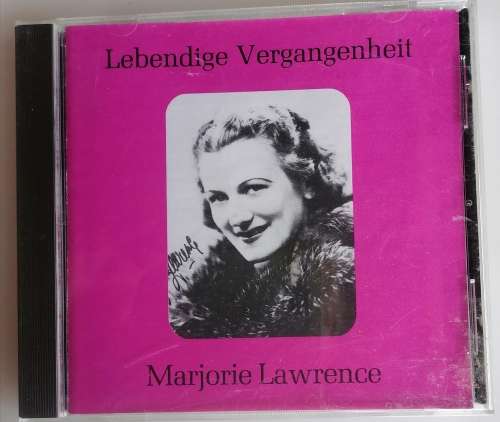 Lebendige Vergangenheit
Marjorie Lawrence